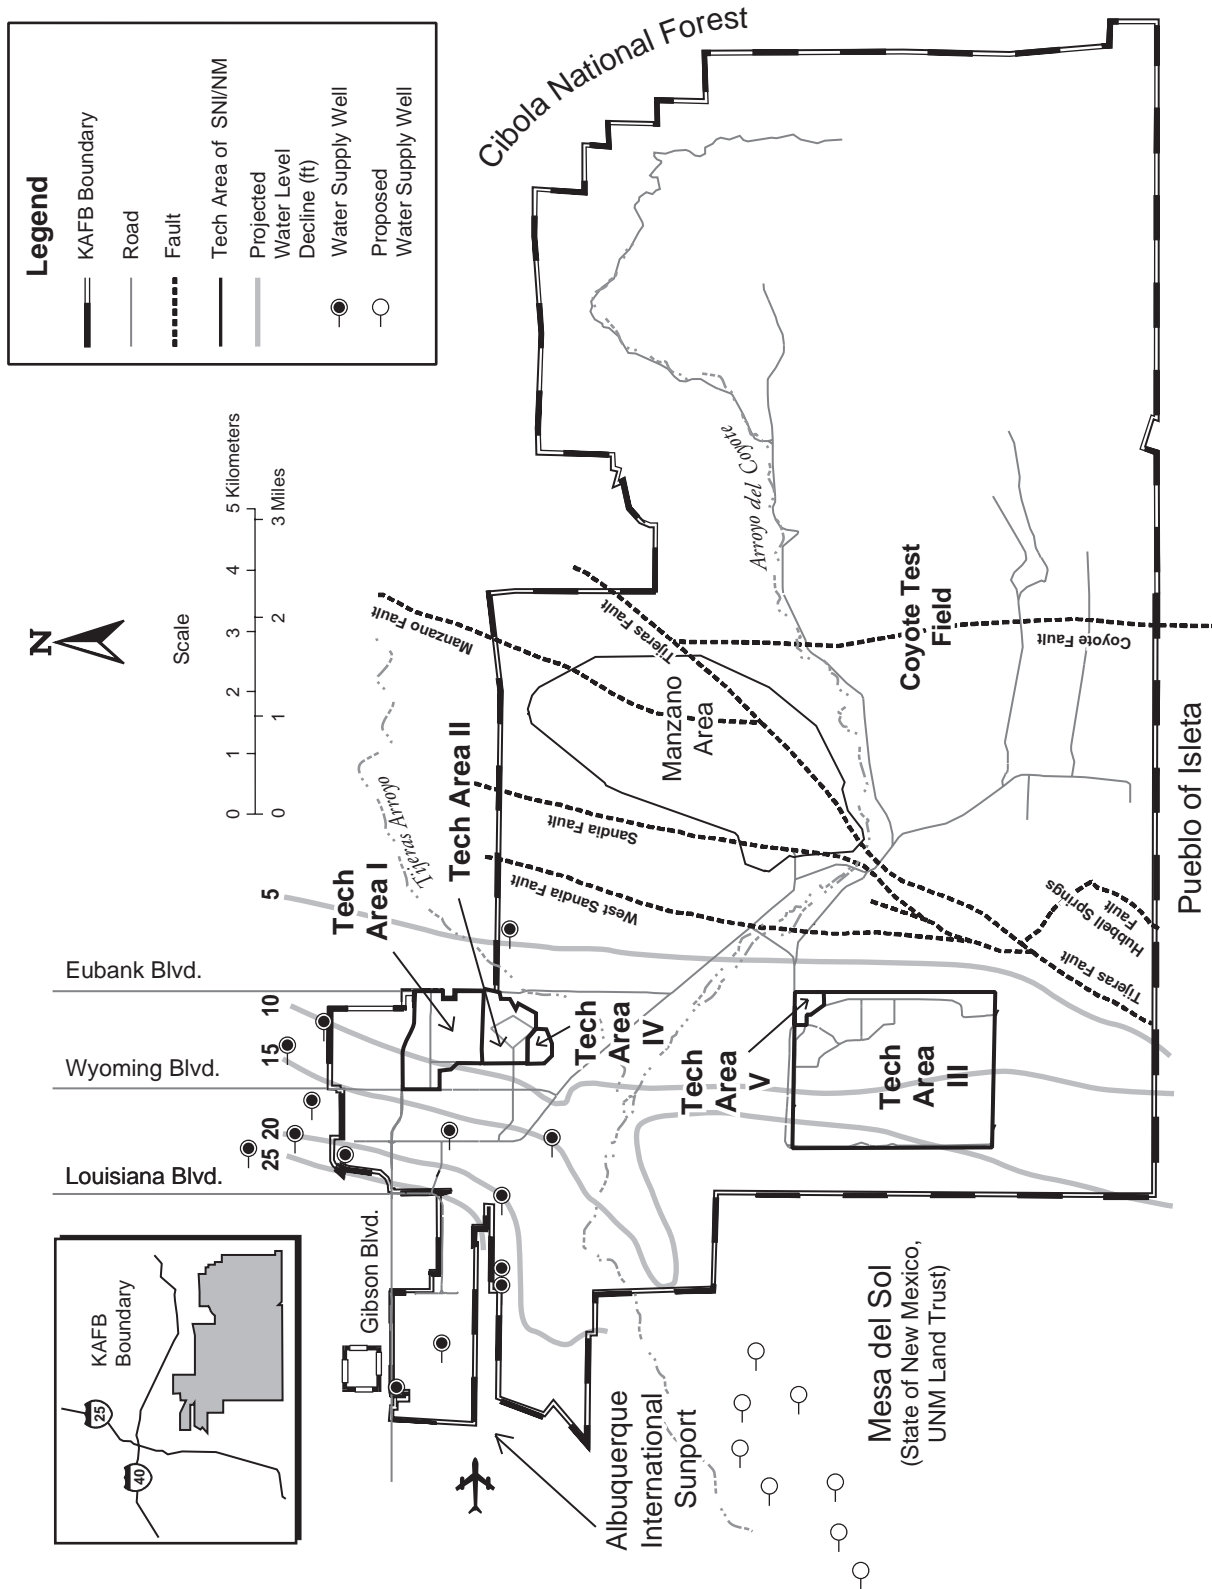 KAFB
Boundary
25
40
Gibson Blvd.
Louisiana Blvd.
Wyoming Blvd.
Eubank Blvd.
25
20
15
10
5
N
Scale
0 1 2 3 4 5 Kilometers
0 1 2 3 Miles
Legend
KAFB Boundary
Road
Fault
Tech Area of SNl/NM
Projected
Water Level
Decline (ft)
Water Supply Well
Proposed
Water Supply Well
Cibola National Forest
Tijeras Arroyo
Tech
Area I
Tech Area II
Tech
Area
IV
Manzano Fault
Tijeras Fault
Sandia Fault
West Sandia Fault
Manzano
Area
Arroyo del Coyote
Albuquerque
International
Sunport
Tech
Area
V
Tech
Area
III
Coyote Test
Field
Coyote Fault
Hubbell Springs
Fault
Tijeras Fault
Mesa del Sol
(State of New Mexico,
UNM Land Trust)
Pueblo of Isleta